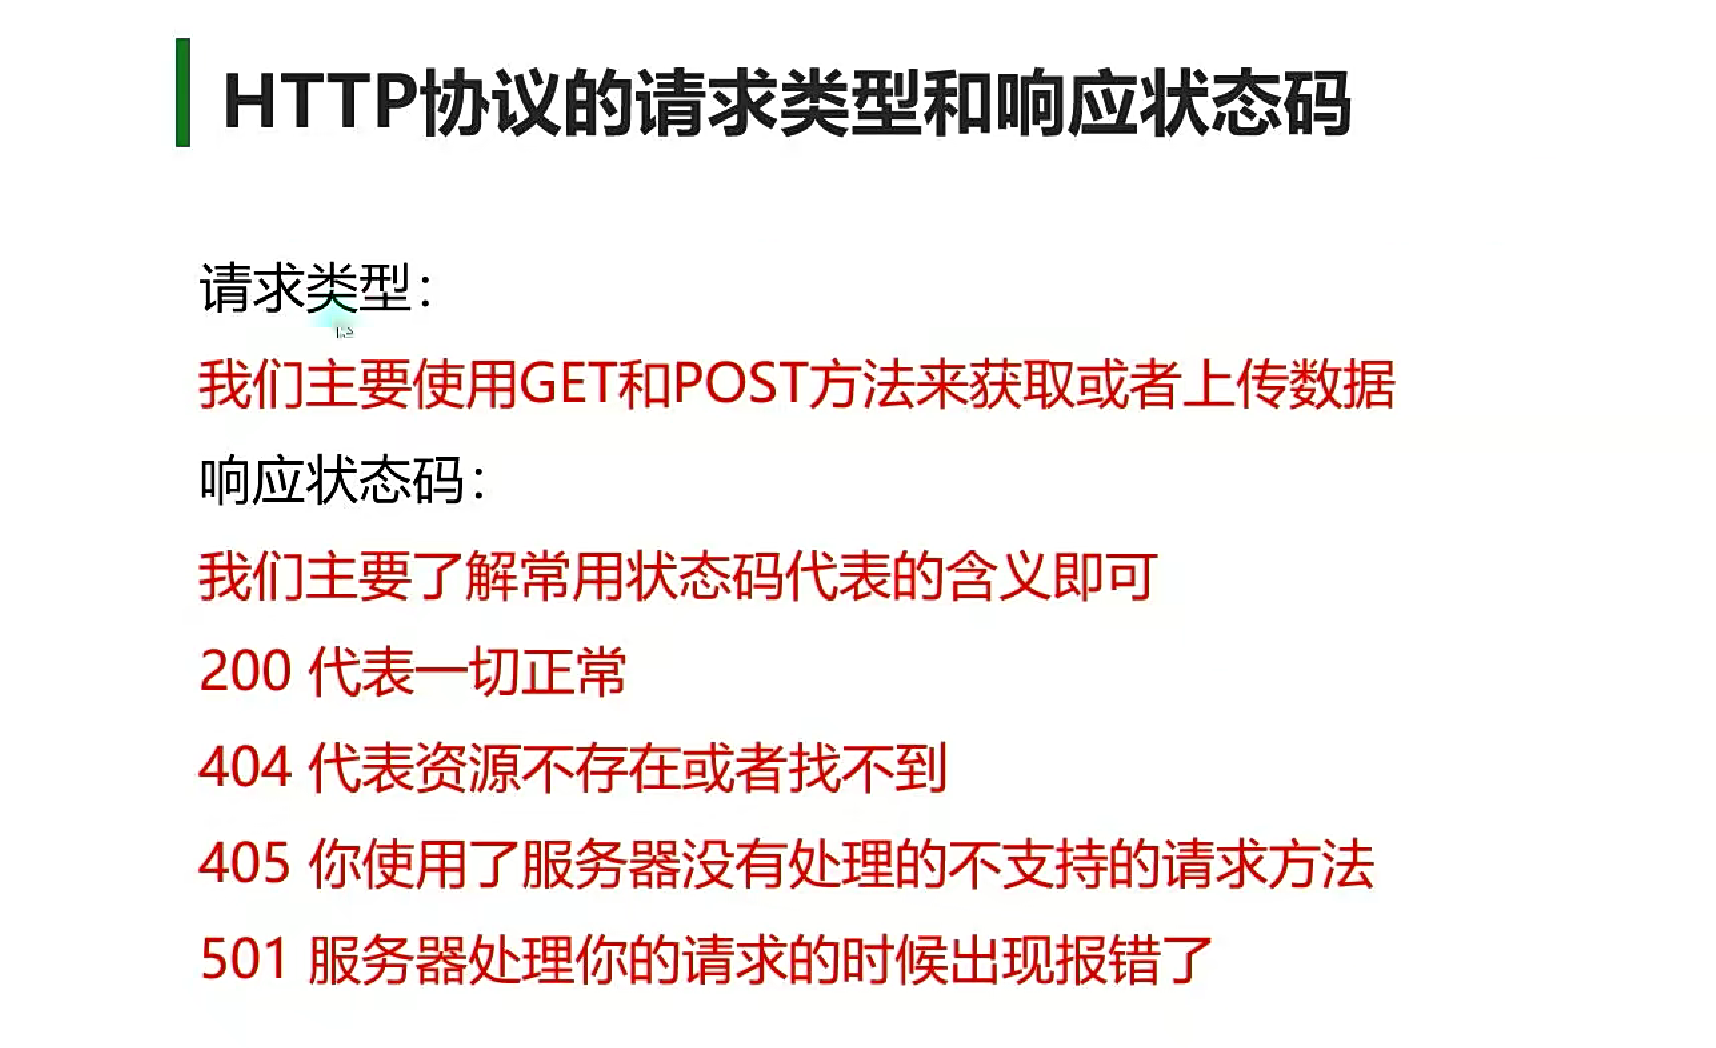 HTTP协议的请求类型和响应状态码
请求类型：
我们主要使用GET和POST方法来获取或者上传数据
响应状态码：
我们主要了解常用状态码代表的含义即可
200 代表一切正常
404 代表资源不存在或者找不到
405 你使用了服务器没有处理的不支持的请求方法
501 服务器处理你的请求的时候出现报错了